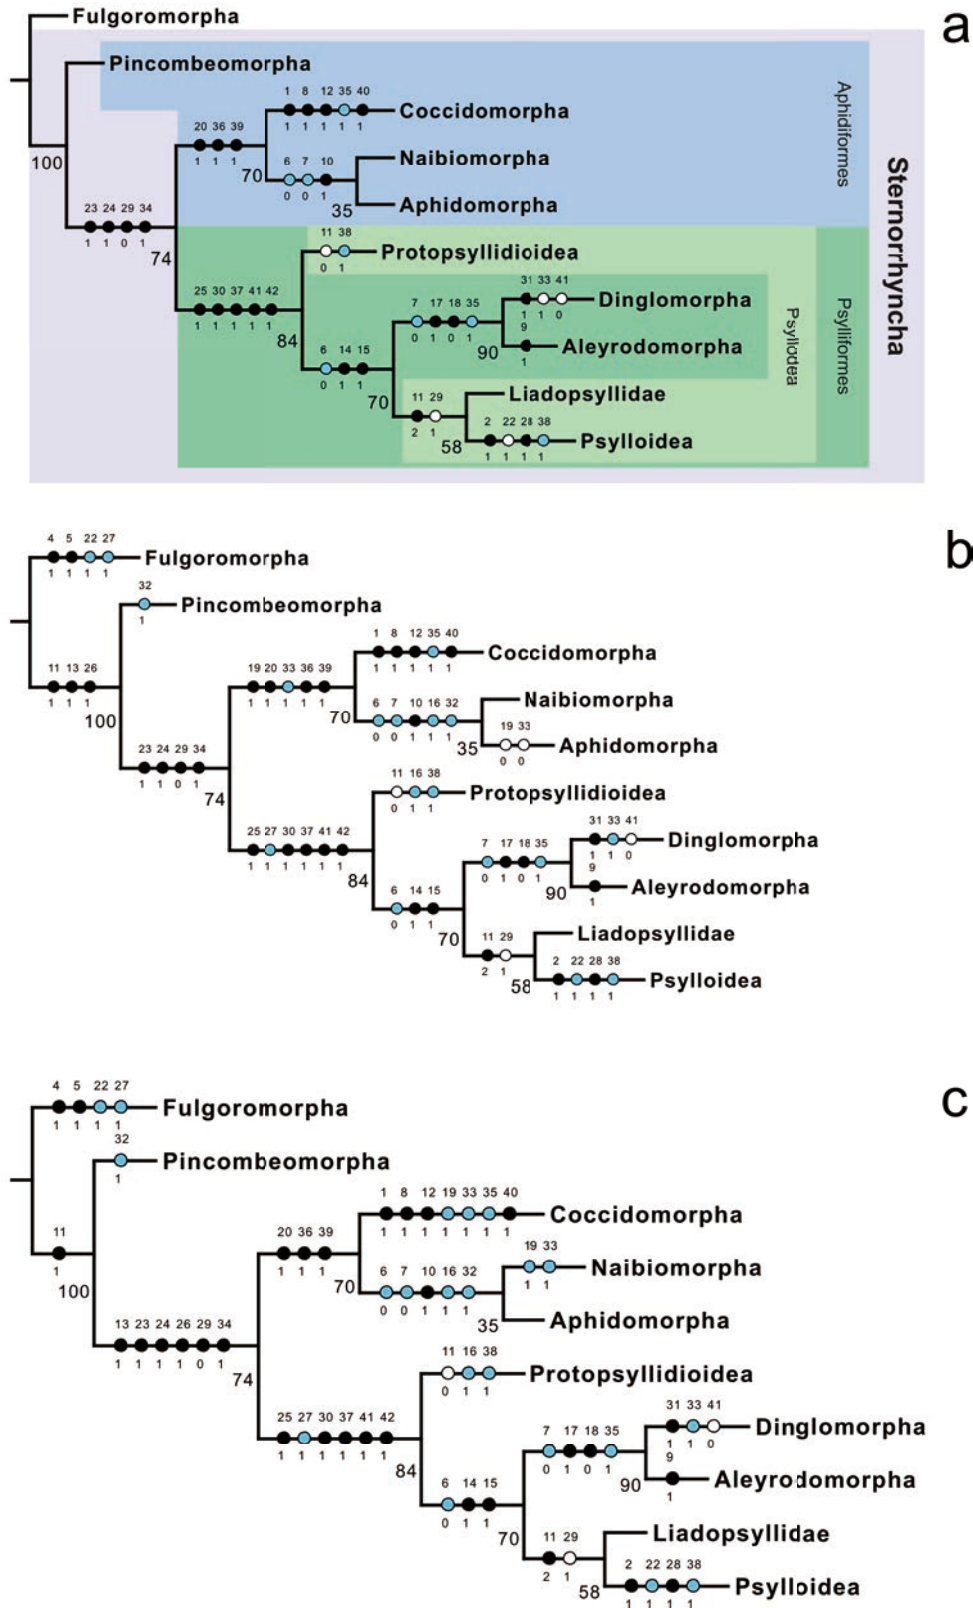 a
Fulgoromorpha
Pincombeomorpha
1 8 12 35 40
Coccidomorpha
1 1 1 1 1
20 36 39
1 1 1
70
6 7 10
0 0 1
Naibiomorpha
35
Aphidomorpha
Aphidiformes
100
23 24 29 34
1 1 0 1
74
11 38
Protopsyllidioidea
0 1
25 30 37 41 42
1 1 1 1 1
84
31 33 41
Dinglomorpha
1 1 0
7 17 18 35
0 1 0 1
90
9
Aleyrodomorpha
1
6 14 15
0 1 1
70
Liadopsyllidae
11 29
2 1
58
2 22 28 38
Psylloidea
1 1 1 1
Psyllodea
Psylliformes
Sternorrhyncha
b
4 5 22 27
Fulgoromorpha
1 1 1 1
32
Pincombeomorpha
1
1 8 12 35 40
Coccidomorpha
1 1 1 1 1
11 13 26
1 1 1
100
19 20 33 36 39
1 1 1 1 1
70
Naibiomorpha
6 7 10 16 32
0 0 1 1 1
35
19 33
Aphidomorpha
0 0
23 24 29 34
1 1 0 1
74
11 16 38
Protopsyllidioidea
0 1 1
25 27 30 37 41 42
1 1 1 1 1 1
84
31 33 41
Dinglomorpha
1 1 0
7 17 18 35
0 1 0 1
90
9
Aleyrodomorpha
1
6 14 15
0 1 1
70
Liadopsyllidae
11 29
2 1
58
2 22 28 38
Psylloidea
1 1 1 1
c
4 5 22 27
Fulgoromorpha
1 1 1 1
32
Pincombeomorpha
1
1 8 12 19 33 35 40
Coccidomorpha
1 1 1 1 1 1 1
11
1
100
20 36 39
1 1 1
70
19 33
Naibiomorpha
1 1
6 7 10 16 32
0 0 1 1 1
35
Aphidomorpha
13 23 24 26 29 34
1 1 1 1 0 1
74
11 16 38
Protopsyllidioidea
0 1 1
25 27 30 37 41 42
1 1 1 1 1 1
84
31 33 41
Dinglomorpha
1 1 0
7 17 18 35
0 1 0 1
90
9
Aleyrodomorpha
1
6 14 15
0 1 1
70
Liadopsyllidae
11 29
2 1
58
2 22 28 38
Psylloidea
1 1 1 1